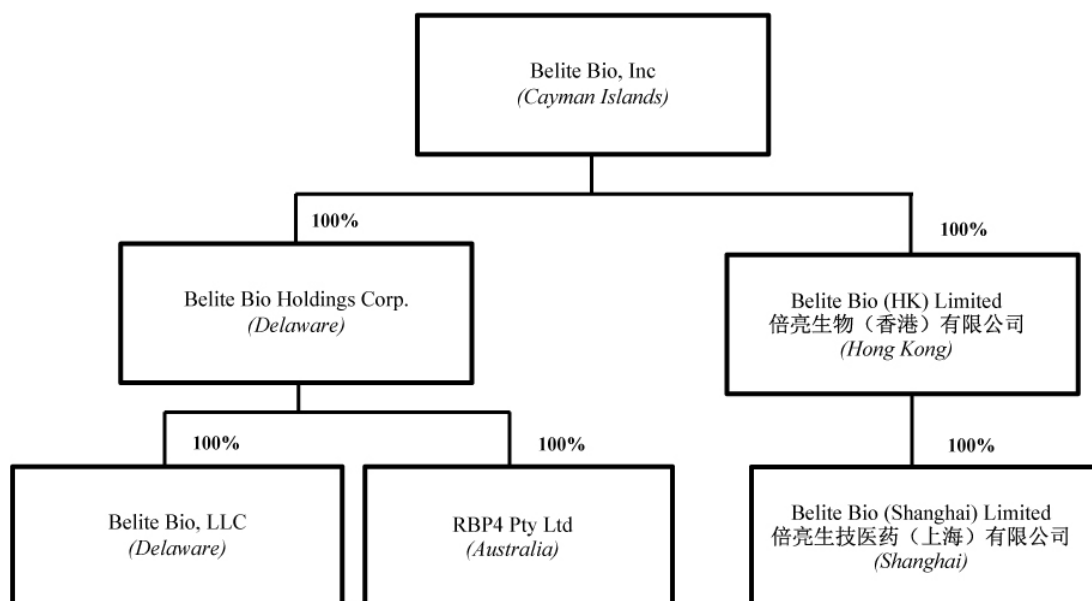 Belite Bio, Inc
(Cayman Islands)
100%
100%
Belite Bio Holdings Corp.
(Delaware)
Belite Bio (HK) Limited
倍亮生物（香港）有限公司
(Hong Kong)
100%
100%
100%
Belite Bio, LLC
(Delaware)
RBP4 Pty Ltd
(Australia)
Belite Bio (Shanghai) Limited
倍亮生技医药（上海）有限公司
(Shanghai)